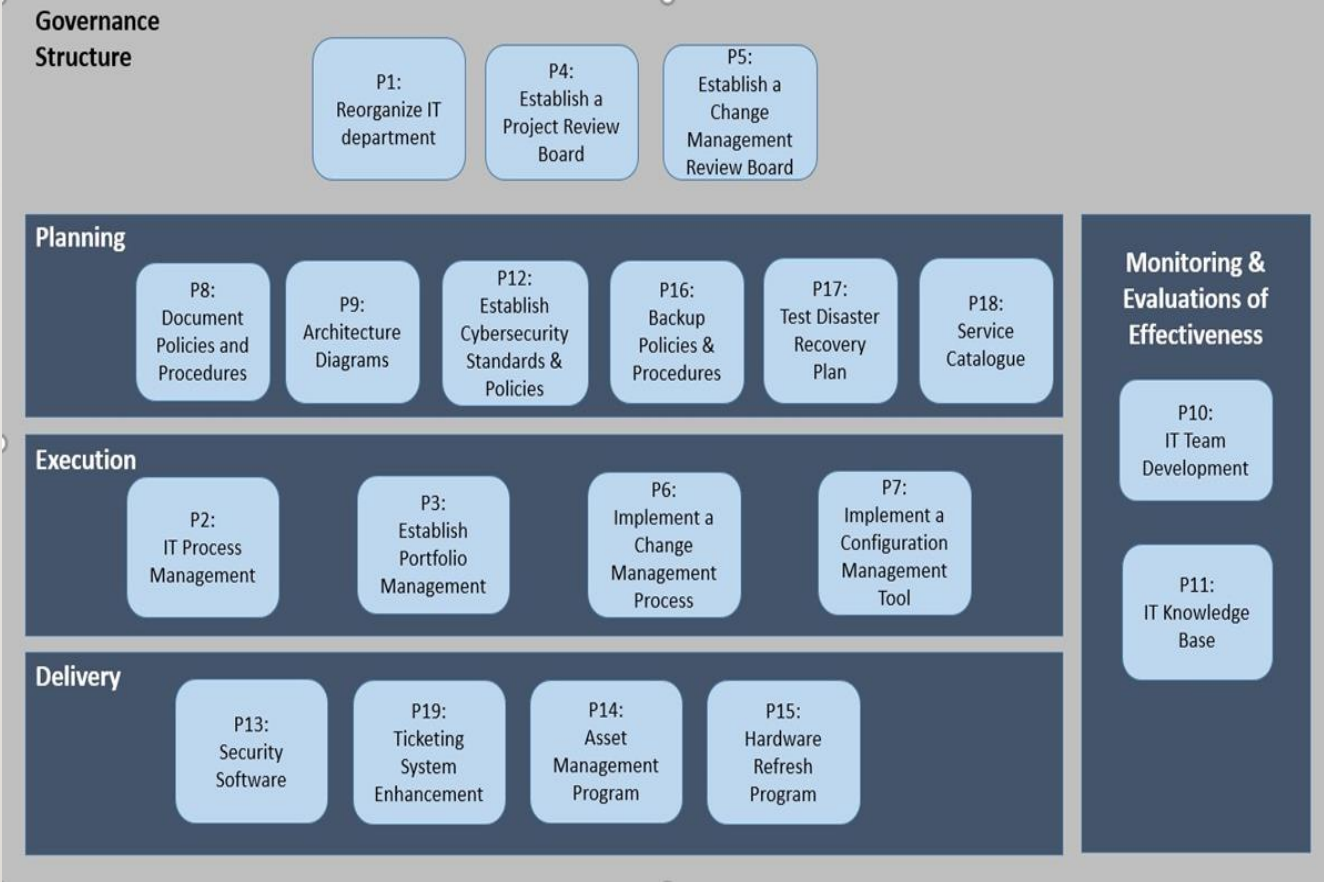 Governance
Structure
P1:
Reorganize IT
department
P4:
Establish a
Project Review
Board
P5:
Establish a
Change
Management
Review Board
Planning
P8:
Document
Policies and
Procedures
P9:
Architecture
Diagrams
P12:
Establish
Cybersecurity
Standards &
Policies
P16:
Backup
Policies &
Procedures
P17:
Test Disaster
Recovery
Plan
P18:
Service
Catalogue
Execution
P2:
IT Process
Management
P3:
Establish
Portfolio
Management
P6:
Implement a
Change
Management
Process
P7:
Implement a
Configuration
Management
Tool
Delivery
P13:
Security
Software
P19:
Ticketing
System
Enhancement
P14:
Asset
Management
Program
P15:
Hardware
Refresh
Program
Monitoring &
Evaluations of
Effectiveness
P10:
IT Team
Development
P11:
IT Knowledge
Base